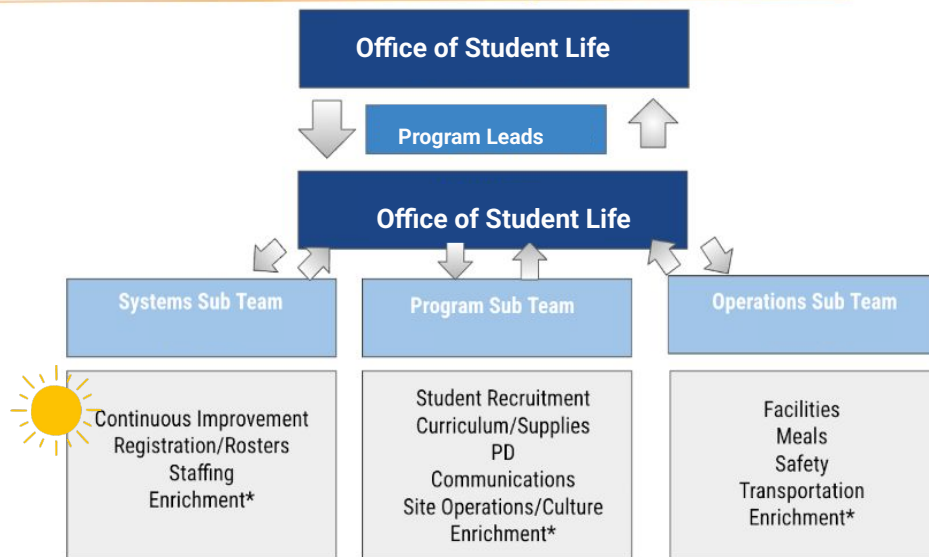 Office of Student Life
Program Leads
Office of Student Life
Systems Sub Team
Program Sub Team
Operations Sub Team
Continuous Improvement
Registration/Rosters
Staffing
Enrichment*
Student Recruitment
Curriculum/Supplies
PD
Communications
Site Operations/Culture
Enrichment*
Facilities
Meals
Safety
Transportation
Enrichment*